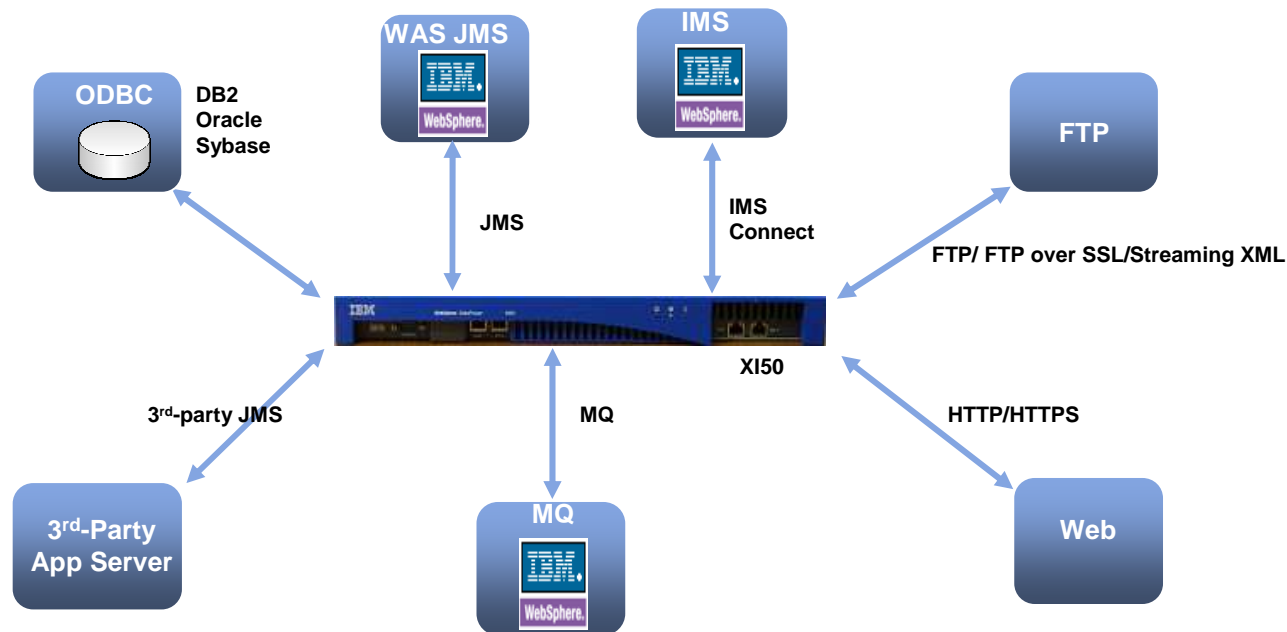 WAS JMS
IBM.
WebSphere.
IMS
IBM.
WebSphere.
ODBC
DB2
Oracle
Sybase
FTP
JMS
IMS
Connect
FTP/ FTP over SSL/Streaming XML
IBM
XI50
3rd-party JMS
MQ
HTTP/HTTPS
3rd-Party
App Server
MQ
IBM.
WebSphere.
Web